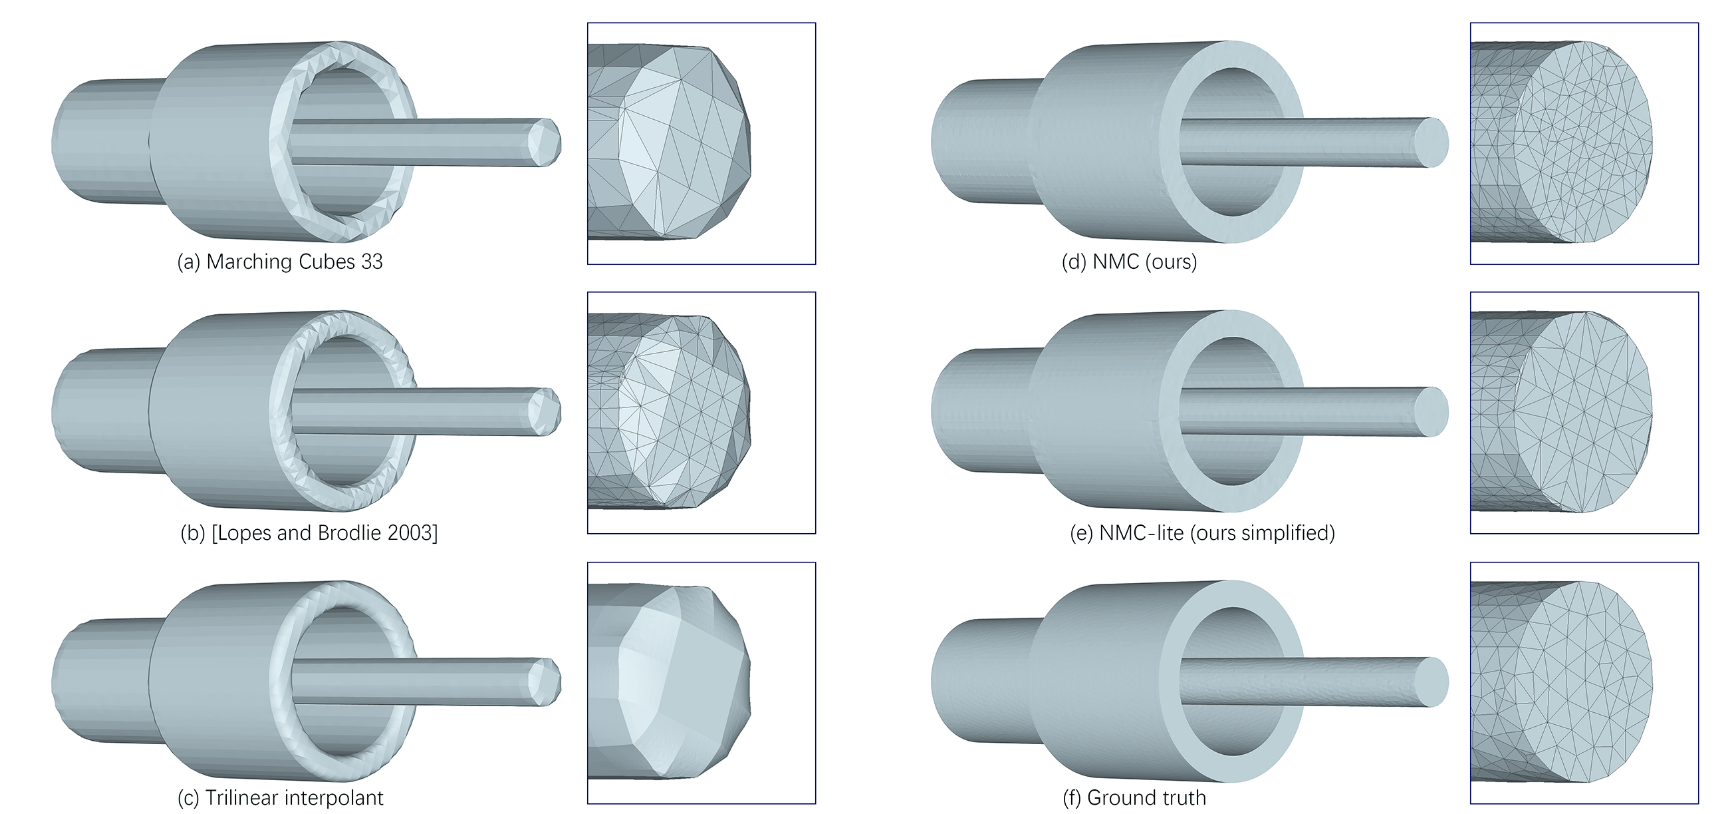 (a) Marching Cubes 33
(d) NMC (ours)
(b) [Lopes and Brodlie 2003]
(e) NMC-lite (ours simplified)
(c) Trilinear interpolant
(f) Ground truth